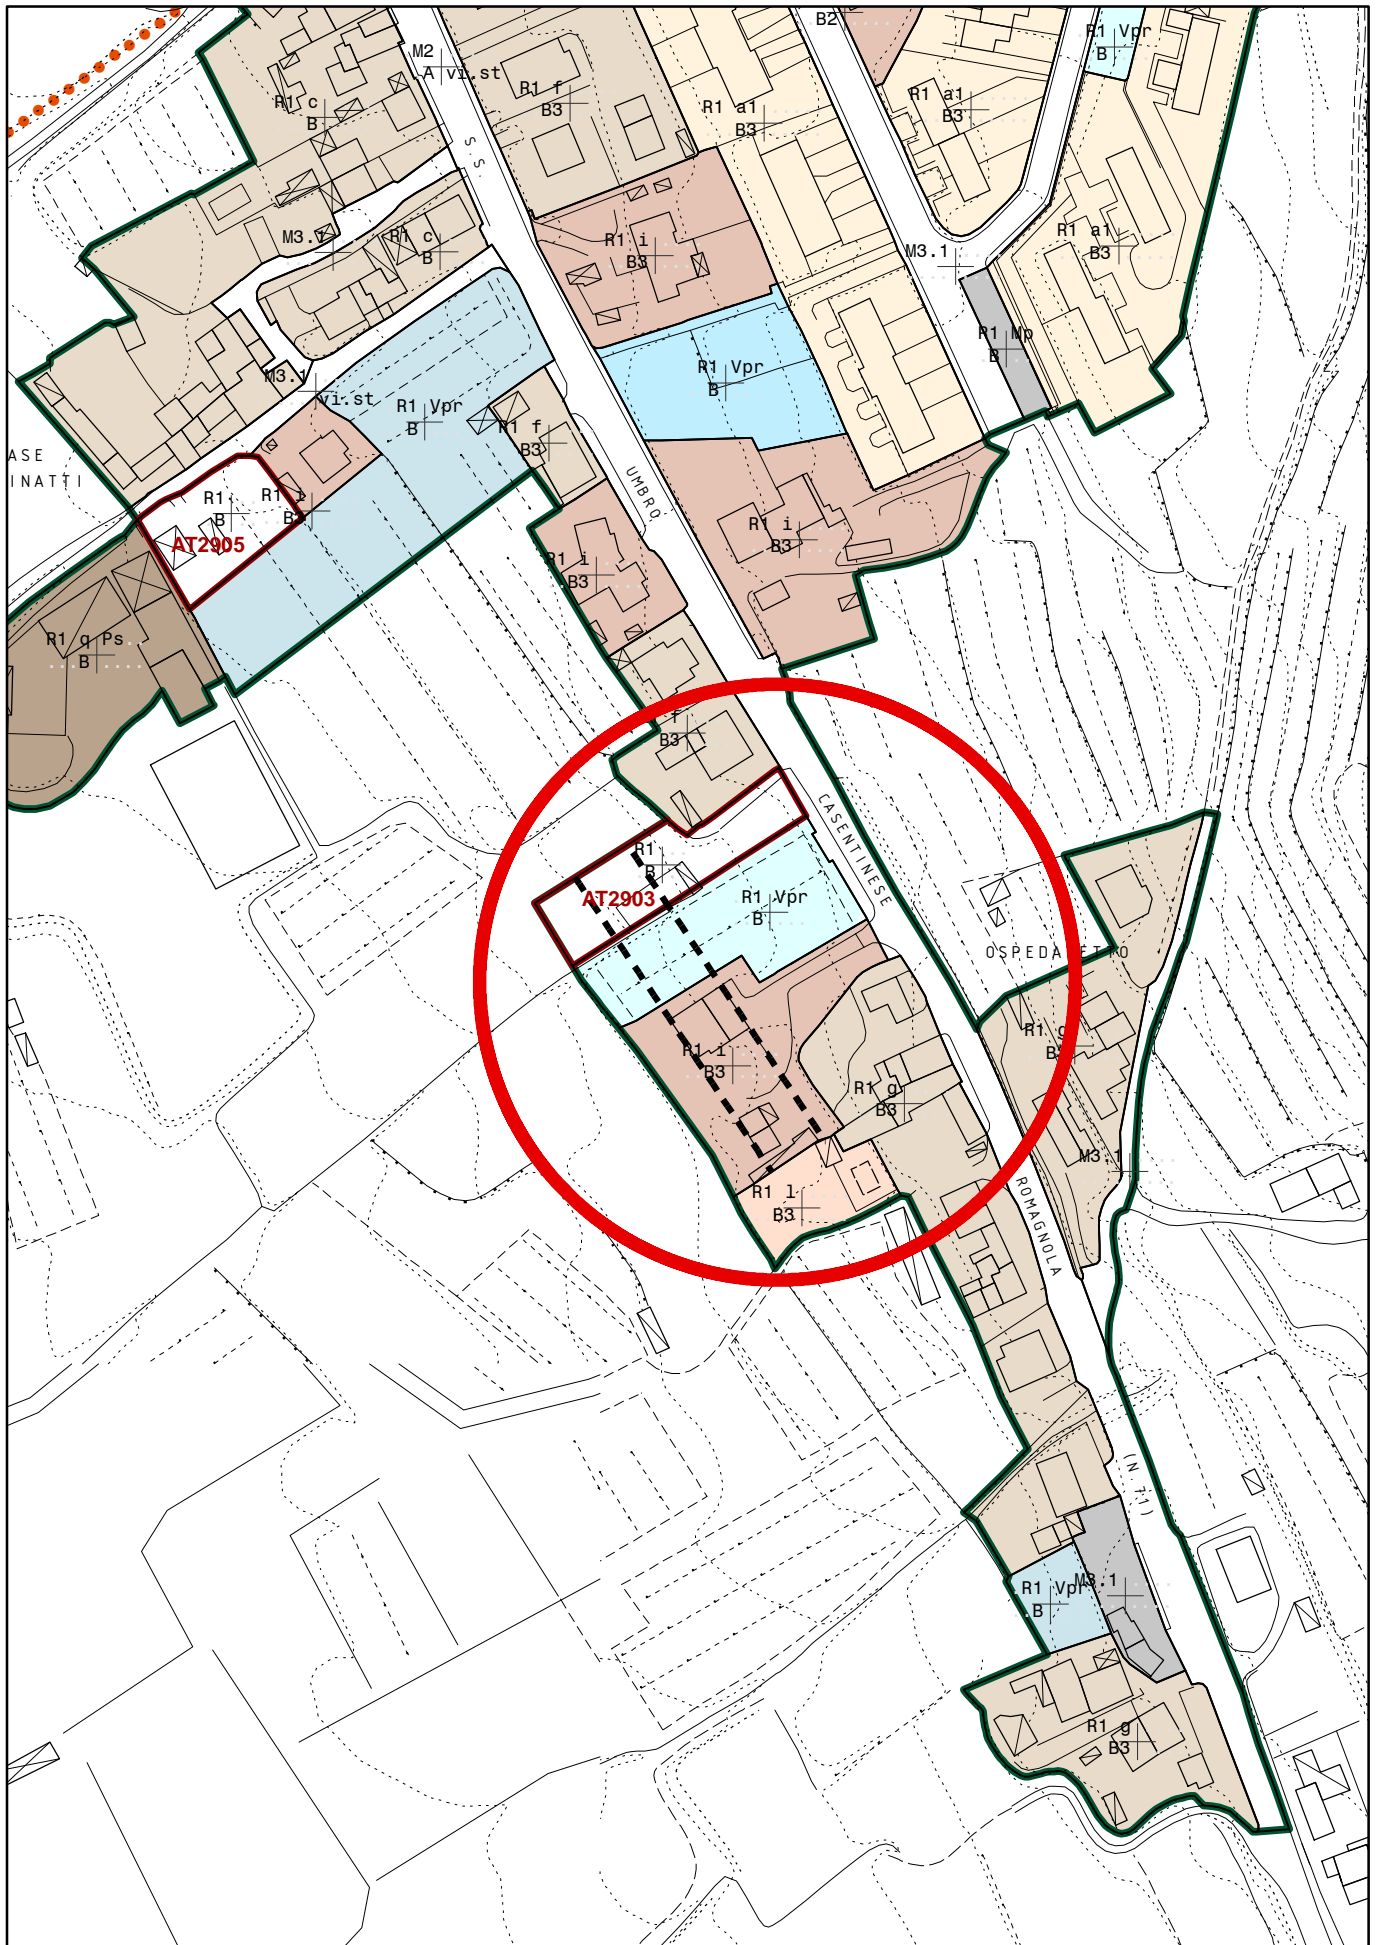 B2
R1 Vpr
B
M2
A vi.st
R1 f
B3
R1 c
B
R1 a1
B3
R1 a1
B3
S.S.
M3.1
R1 c
B
R1 i
B3
M3.1
R1 a1
B3
R1 Mp
B
M3.1
vi.st
R1 Vpr
B
R1 Vpr
B
R1 f
B3
ASE
INATTI
R1
B
R1 i
B3
AT2905
UMBRO
R1 i
B3
R1 i
B3
R1 q Ps
B
f
B3
CASENTINESE
R1
B
AT2903
R1 Vpr
B
OSPEDALETTO
R1 i
B3
R1 g
B3
R1 g
B3
M3.1
R1 l
B3
ROMAGNOLA
(N 71)
R1 Vpr
B
M3.1
R1 g
B3